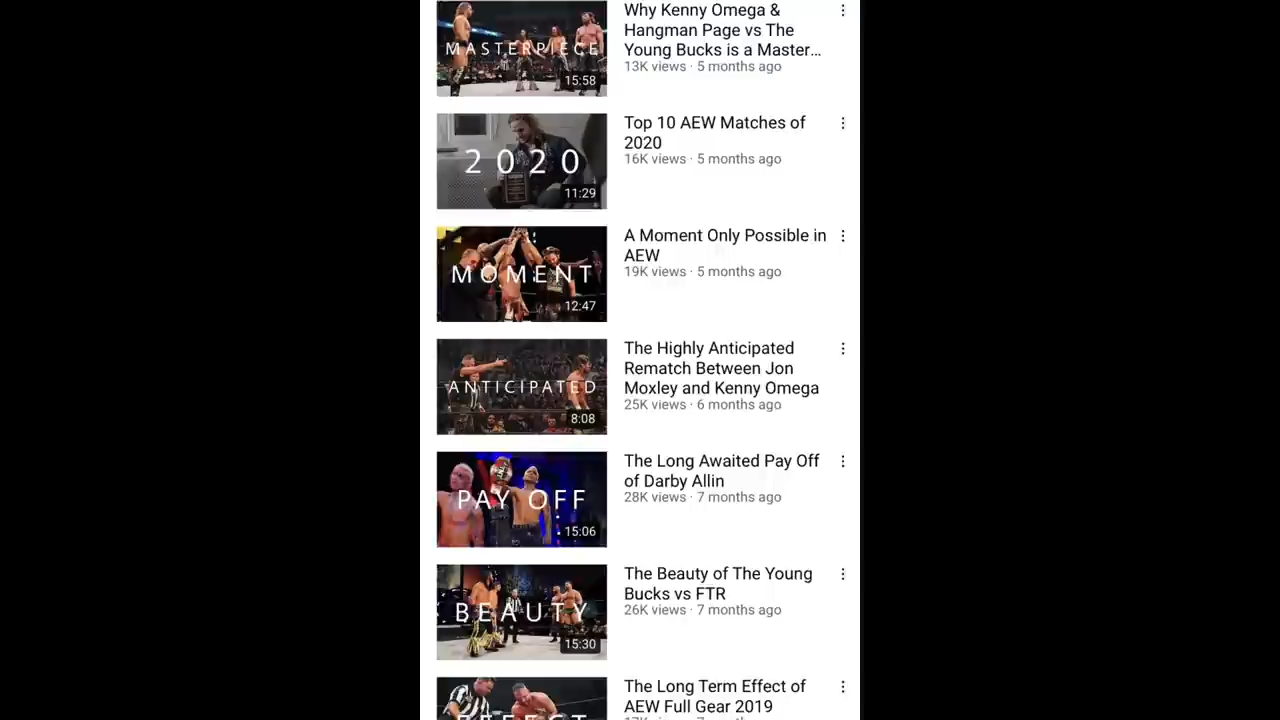 Why Kenny Omega &
Hangman Page vs The
Young Bucks is a Master...
13K views · 5 months ago
MASTERPIECE
15:58
Top 10 AEW Matches of
2020
16K views · 5 months ago
2020
11:29
A Moment Only Possible in
AEW
19K views · 5 months ago
MOMENT
12:47
The Highly Anticipated
Rematch Between Jon
Moxley and Kenny Omega
25K views · 6 months ago
ANTICIPATED
8:08
The Long Awaited Pay Off
of Darby Allin
28K views · 7 months ago
PAY OFF
15:06
The Beauty of The Young
Bucks vs FTR
26K views · 7 months ago
BEAUTY
15:30
The Long Term Effect of
AEW Full Gear 2019
EFFECT